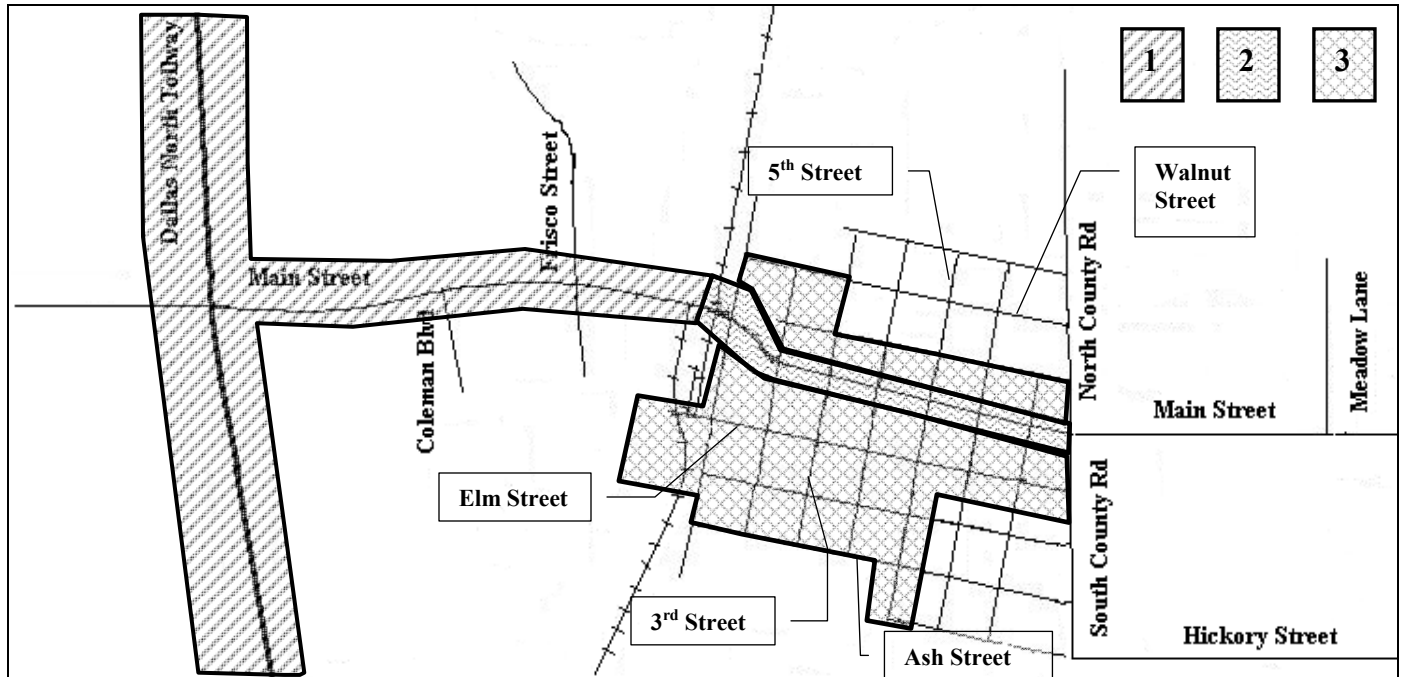 1
2
3
Dallas North Tollway
Frisco Street
5th Street
Walnut
Street
North County Rd
Main Street
Meadow Lane
Coleman Blvd
Main Street
Elm Street
South County Rd
3rd Street
Hickory Street
Ash Street